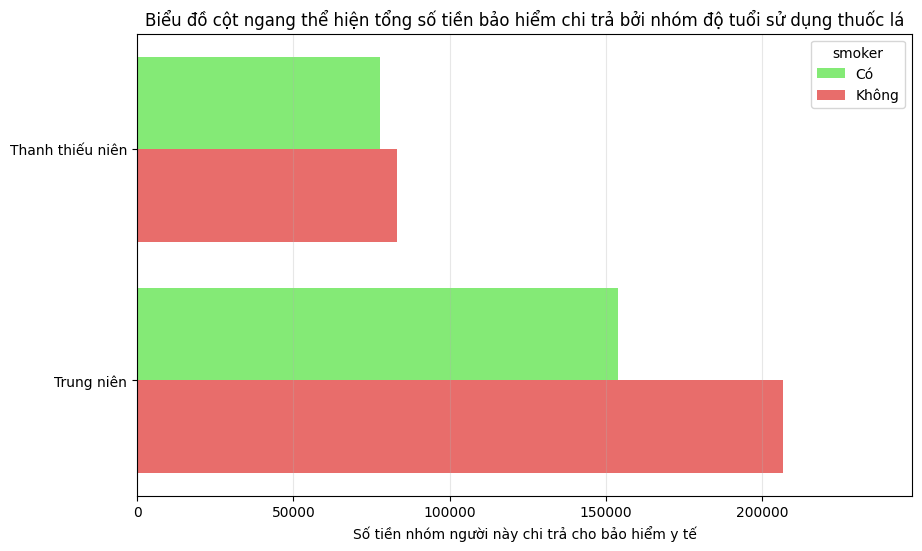 Biểu đồ cột ngang thể hiện tổng số tiền bảo hiểm chi trả bởi nhóm độ tuổi sử dụng thuốc lá
smoker
Có
Không
Thanh thiếu niên
Trung niên
0 50000 100000 150000 200000
Số tiền nhóm người này chi trả cho bảo hiểm y tế